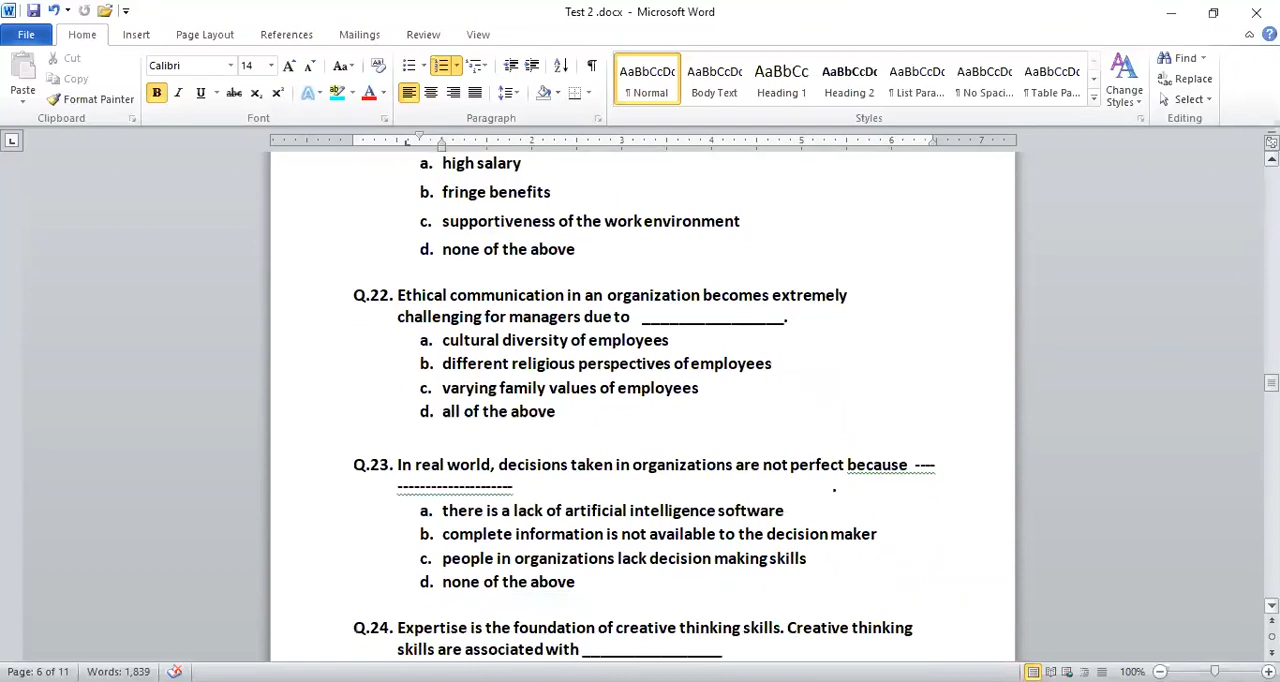 Test 2 .docx - Microsoft Word
File Home Insert Page Layout References Mailings Review View
Cut
Copy
Format Painter
Paste
Calibri 14
AaBbCcDc AaBbCcDc AaBbCc AaBbCcDc AaBbCcDc AaBbCcDc AaBbCcDc
¶ Normal Body Text Heading 1 Heading 2 ¶ List Para... ¶ No Spaci... ¶ Table Pa...
Change
Styles
Find
Replace
Select
Clipboard Font Paragraph Styles Editing
a. high salary
b. fringe benefits
c. supportiveness of the work environment
d. none of the above
Q.22. Ethical communication in an organization becomes extremely
challenging for managers due to _______________.
a. cultural diversity of employees
b. different religious perspectives of employees
c. varying family values of employees
d. all of the above
Q.23. In real world, decisions taken in organizations are not perfect because ----
---------------------- .
a. there is a lack of artificial intelligence software
b. complete information is not available to the decision maker
c. people in organizations lack decision making skills
d. none of the above
Q.24. Expertise is the foundation of creative thinking skills. Creative thinking
skills are associated with _______________
Page: 6 of 11 Words: 1,839 100%